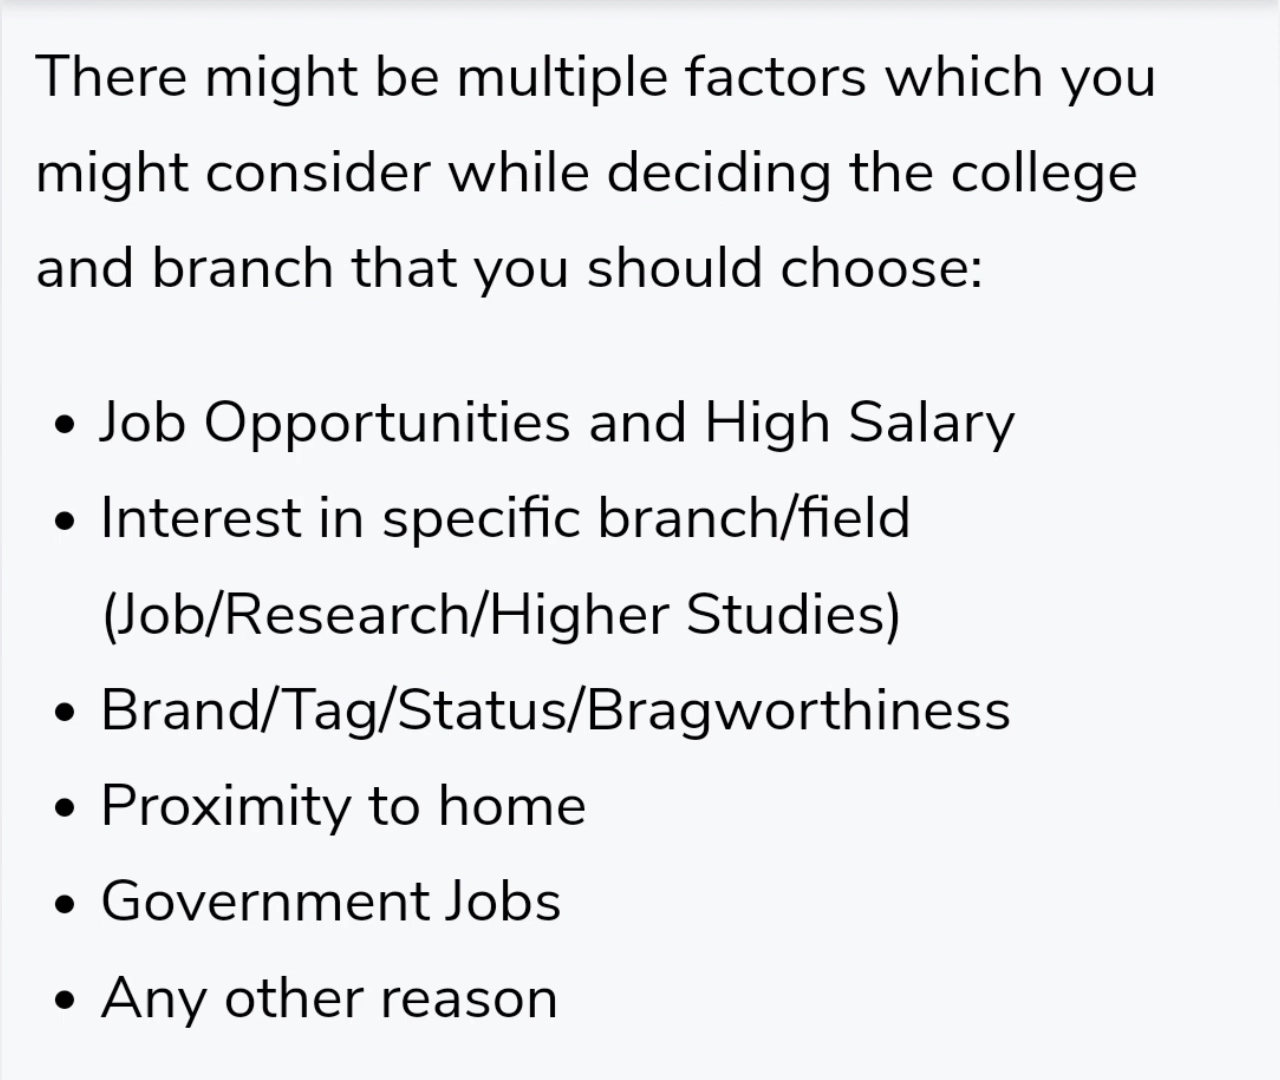 There might be multiple factors which you
might consider while deciding the college
and branch that you should choose:
• Job Opportunities and High Salary
• Interest in specific branch/field
(Job/Research/Higher Studies)
• Brand/Tag/Status/Bragworthiness
• Proximity to home
• Government Jobs
• Any other reason